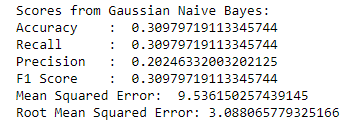 Scores from Gaussian Naive Bayes:
Accuracy    :  0.30979719113345744
Recall      :  0.30979719113345744
Precision   :  0.20246332003202125
F1 Score    :  0.30979719113345744
Mean Squared Error:  9.536150257439145
Root Mean Squared Error: 3.088065779325166